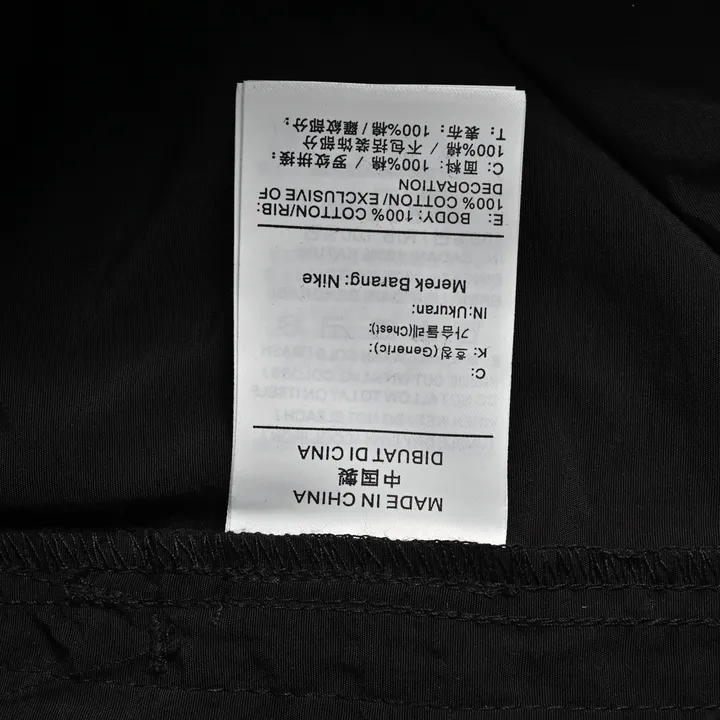 MADE IN CHINA
中国製
DIBUAT DI CINA
C:
K: 호칭 (Generic):
가슴둘레(Chest):
IN:Ukuran:
Merek Barang: Nike
E: BODY: 100% COTTON/RIB:
100% COTTON/ EXCLUSIVE OF
DECORATION
C: 面料: 100%棉/ 罗纹拼接:
100%棉 / 不包括装饰部分
T: 表布: 100%棉 / 羅紋部分: